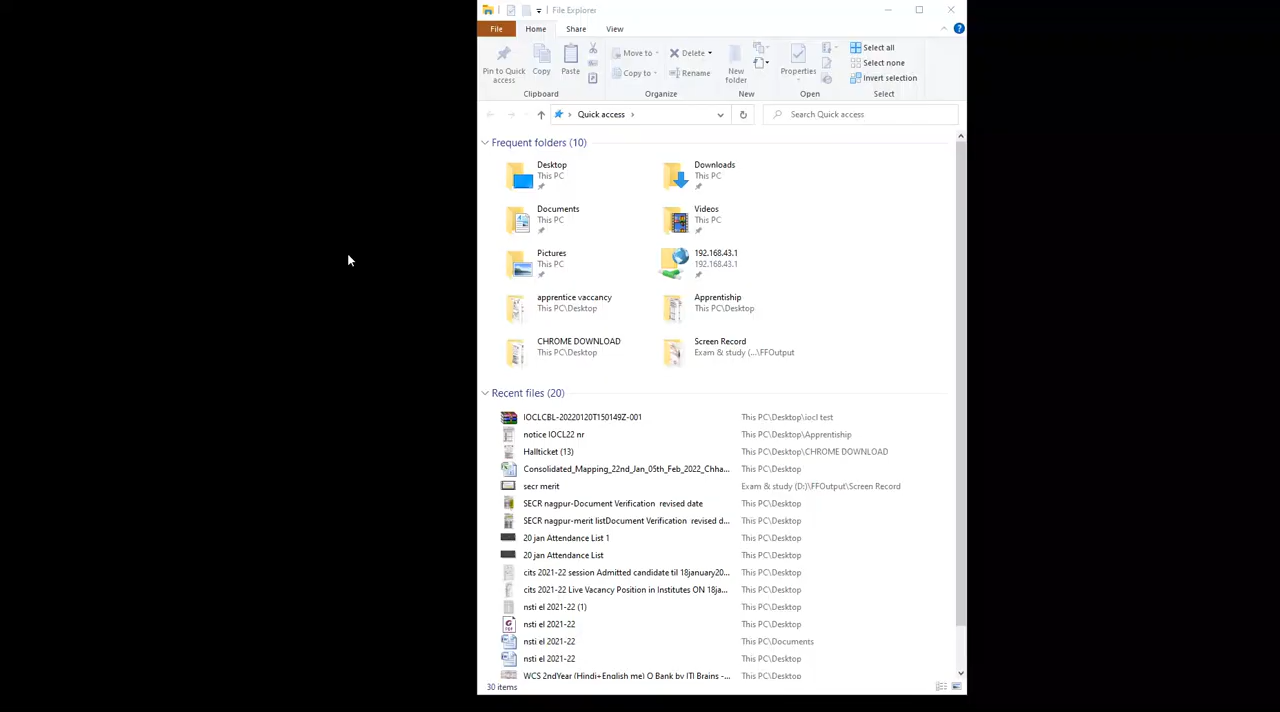 File Explorer
File Home Share View
Pin to Quick access
Copy
Paste
Clipboard
Move to
Copy to
Delete
Rename
Organize
New folder
New
Properties
Open
Select all
Select none
Invert selection
Select
Quick access
Search Quick access
Frequent folders (10)
Desktop
This PC
Downloads
This PC
Documents
This PC
Videos
This PC
Pictures
This PC
192.168.43.1
192.168.43.1
apprentice vaccancy
This PC\Desktop
Apprentiship
This PC\Desktop
CHROME DOWNLOAD
This PC\Desktop
Screen Record
Exam & study (...\FFOutput
Recent files (20)
IOCLCBL-20220120T150149Z-001 This PC\Desktop\iocl test
notice IOCL22 nr This PC\Desktop\Apprentiship
Hallticket (13) This PC\Desktop\CHROME DOWNLOAD
Consolidated_Mapping_22nd_Jan_05th_Feb_2022_Chha... This PC\Desktop
secr merit Exam & study (D:)\FFOutput\Screen Record
SECR nagpur-Document Verification revised date This PC\Desktop
SECR nagpur-merit listDocument Verification revised d... This PC\Desktop
20 jan Attendance List 1 This PC\Desktop
20 jan Attendance List This PC\Desktop
cits 2021-22 session Admitted candidate til 18january20... This PC\Desktop
cits 2021-22 Live Vacancy Position in Institutes ON 18ja... This PC\Desktop
nsti el 2021-22 (1) This PC\Desktop
nsti el 2021-22 This PC\Desktop
nsti el 2021-22 This PC\Documents
nsti el 2021-22 This PC\Desktop
WCS 2ndYear (Hindi+English me) Q Bank by ITI Brains -... This PC\Desktop
30 items